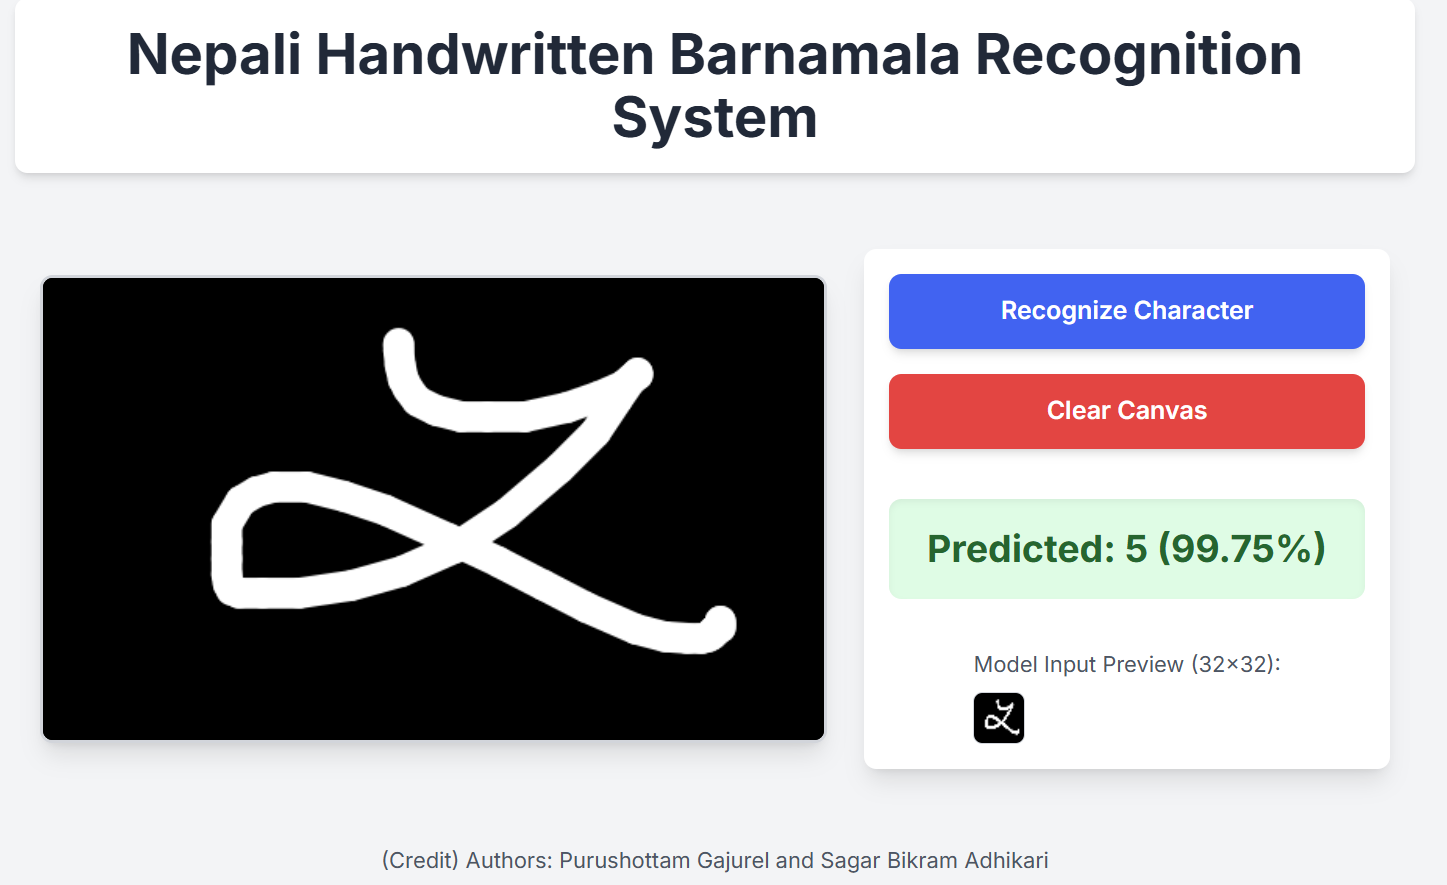 Nepali Handwritten Barnamala Recognition
System
Recognize Character
Clear Canvas
Predicted: 5 (99.75%)
Model Input Preview (32×32):
(Credit) Authors: Purushottam Gajurel and Sagar Bikram Adhikari